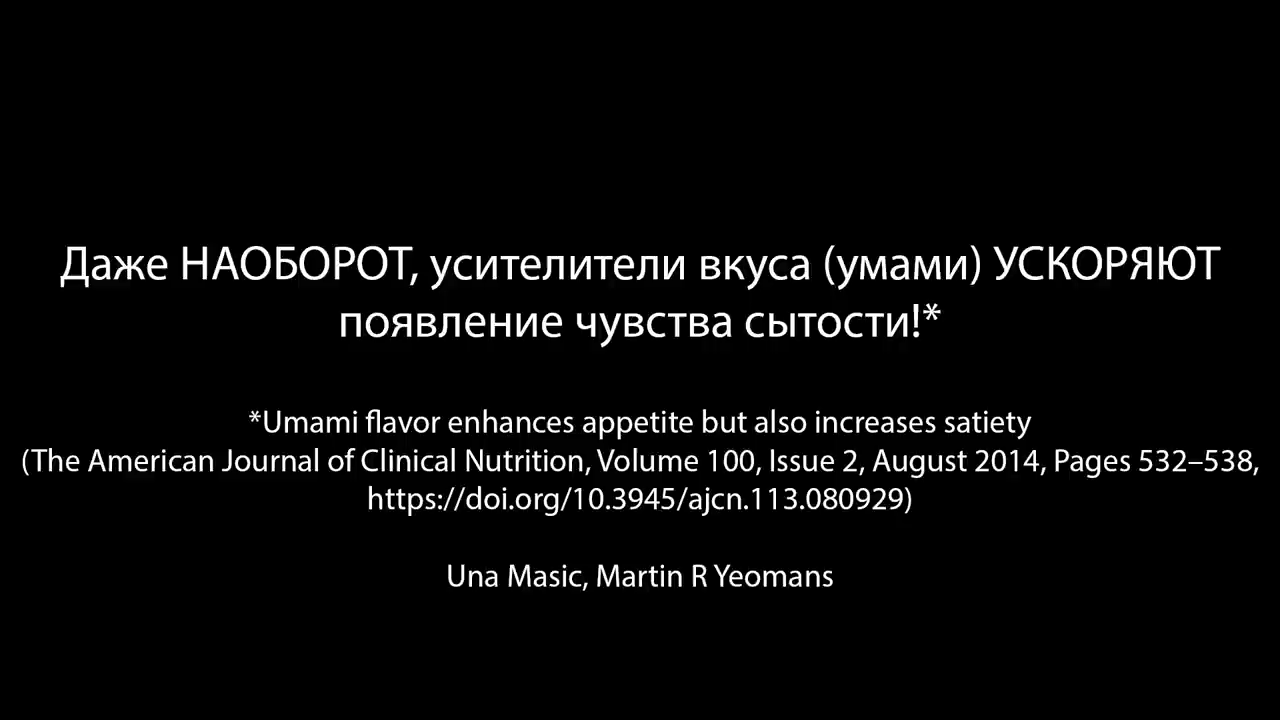 Даже НАОБОРОТ, усителители вкуса (умами) УСКОРЯЮТ
появление чувства сытости!*
*Umami flavor enhances appetite but also increases satiety
(The American Journal of Clinical Nutrition, Volume 100, Issue 2, August 2014, Pages 532–538,
https://doi.org/10.3945/ajcn.113.080929)
Una Masic, Martin R Yeomans